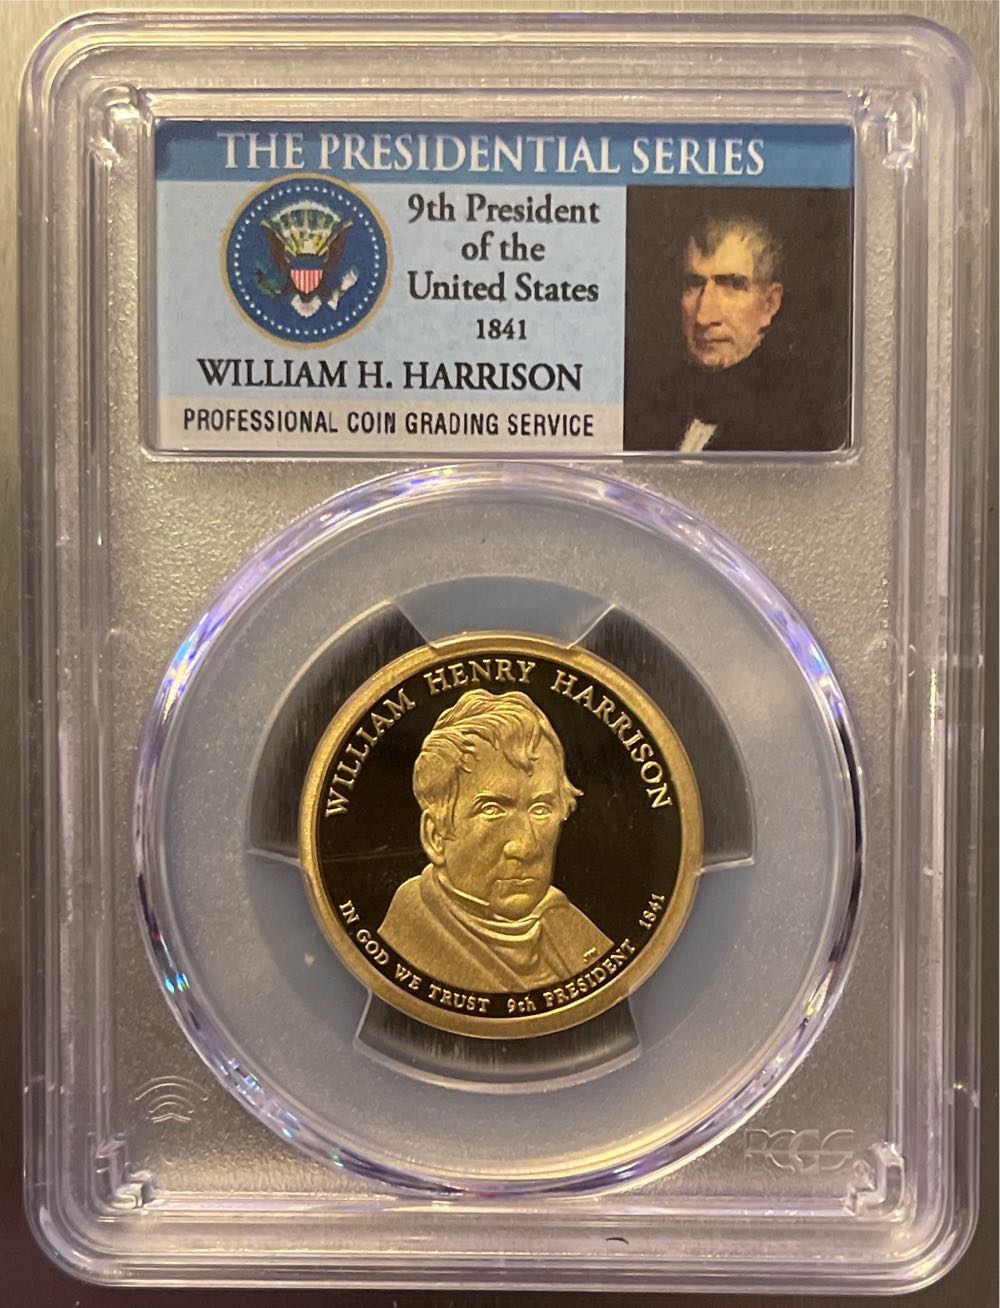 THE PRESIDENTIAL SERIES
9th President
of the
United States
1841
WILLIAM H. HARRISON
PROFESSIONAL COIN GRADING SERVICE
WILLIAM HENRY HARRISON
IN GOD WE TRUST 9th PRESIDENT 1841
PCGS